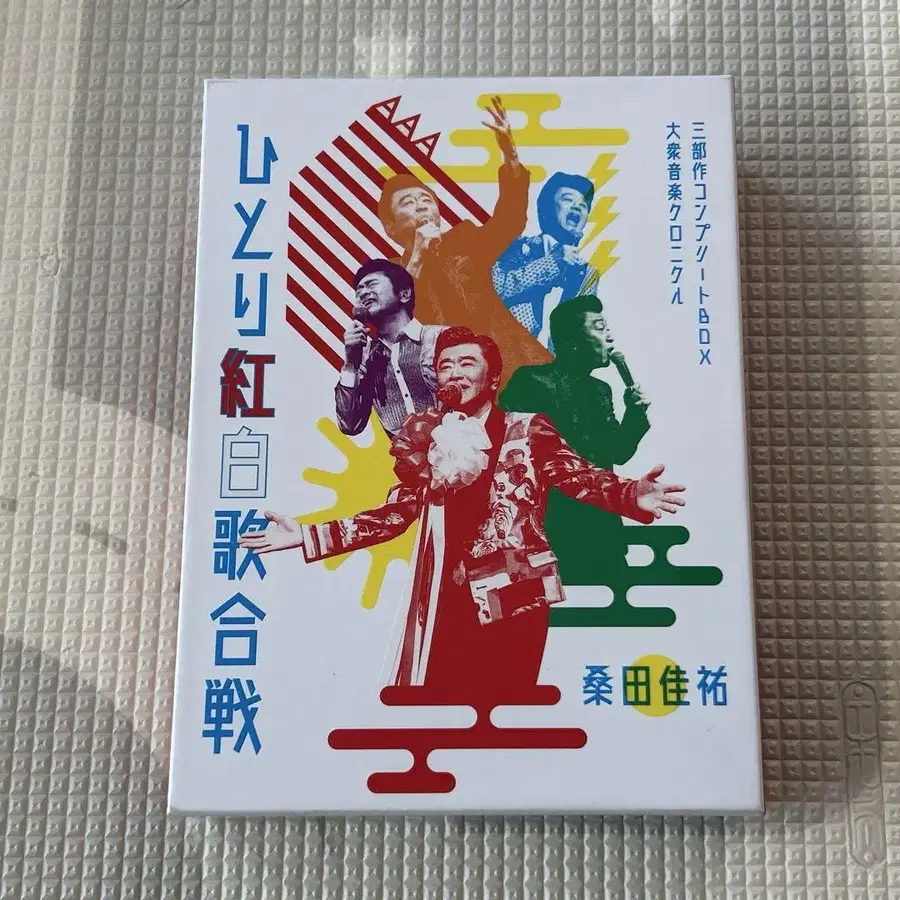 三部作コンプリートBOX
大衆音楽クロニクル
ひとり紅白歌合戦
桑田佳祐